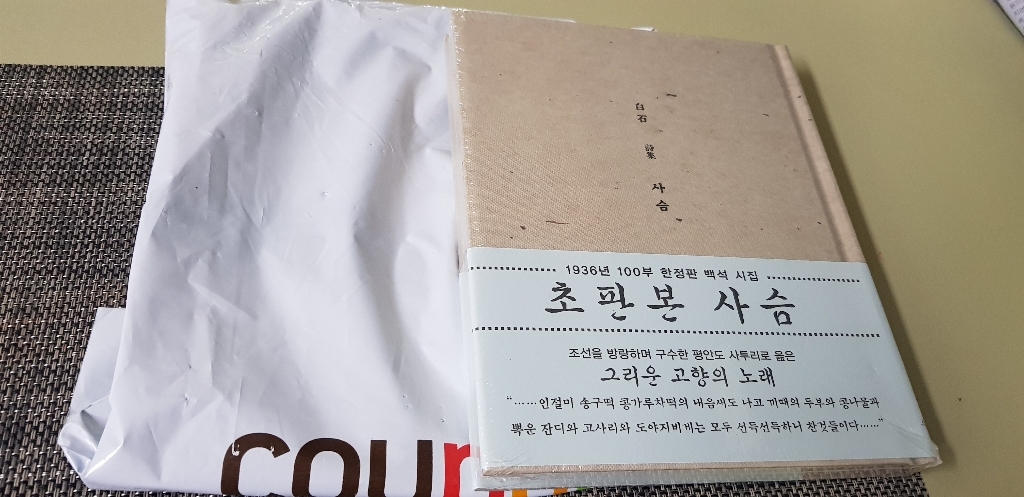 白石
詩集
사슴
1936년 100부 한정판 백석 시집
초판본 사슴
조선을 방랑하며 구수한 평안도 사투리로 읊은
그리운 고향의 노래
“……인절미 송구떡 콩가루차떡의 내음새도 나고 끼때의 두부와 콩나물과
뽂운 잔디와 고사리와 도야지비계는 모두 선득선득하니 찬것들이다……”
cou